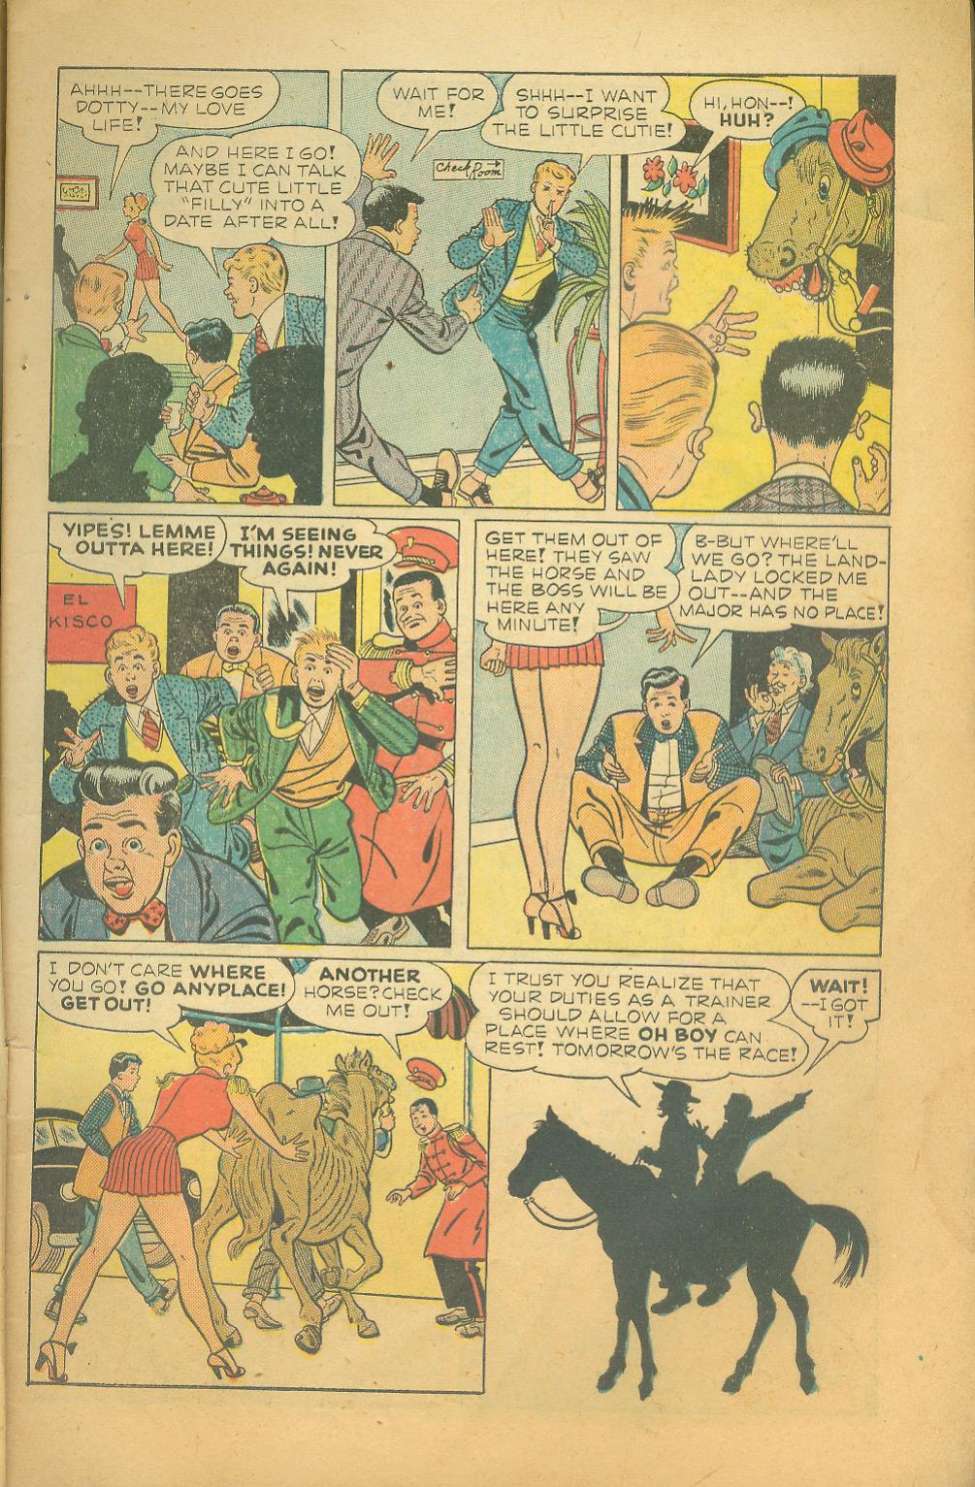 AHHH--THERE GOES
DOTTY--MY LOVE
LIFE!
AND HERE I GO!
MAYBE I CAN TALK
THAT CUTE LITTLE
"FILLY" INTO A
DATE AFTER ALL!
WAIT FOR
ME!
SHHH--I WANT
TO SURPRISE
THE LITTLE CUTIE!
Check
Room
HI, HON--!
HUH?
YIPES! LEMME
OUTTA HERE!
I'M SEEING
THINGS! NEVER
AGAIN!
EL
KISCO
GET THEM OUT OF
HERE! THEY SAW
THE HORSE AND
THE BOSS WILL BE
HERE ANY
MINUTE!
B-BUT WHERE'LL
WE GO? THE LAND-
LADY LOCKED ME
OUT--AND THE
MAJOR HAS NO PLACE!
I DON'T CARE WHERE
YOU GO! GO ANYPLACE!
GET OUT!
ANOTHER
HORSE? CHECK
ME OUT!
I TRUST YOU REALIZE THAT
YOUR DUTIES AS A TRAINER
SHOULD ALLOW FOR A
PLACE WHERE OH BOY CAN
REST! TOMORROW'S THE RACE!
WAIT!
--I GOT
IT!